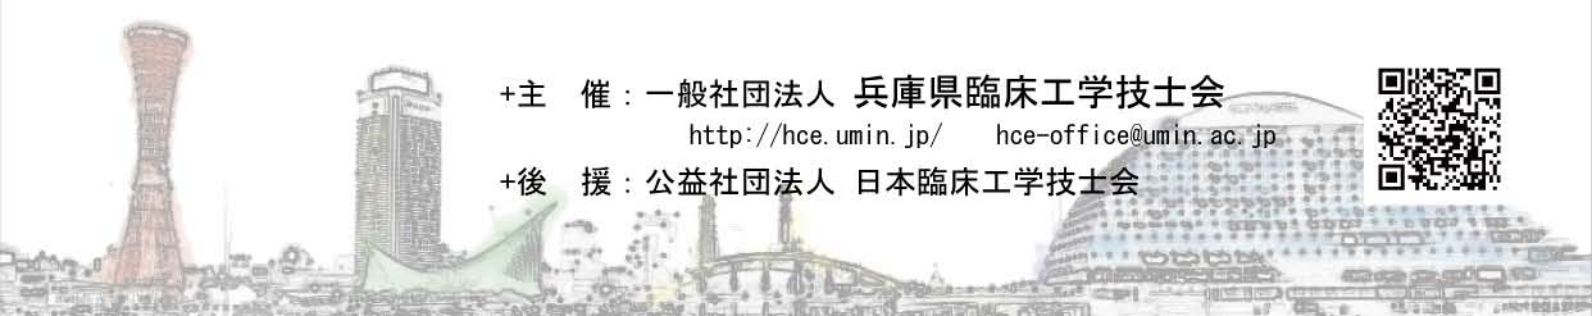 +主　催：一般社団法人 兵庫県臨床工学技士会
http://hce.umin.jp/　hce-office@umin.ac.jp
+後　援：公益社団法人 日本臨床工学技士会